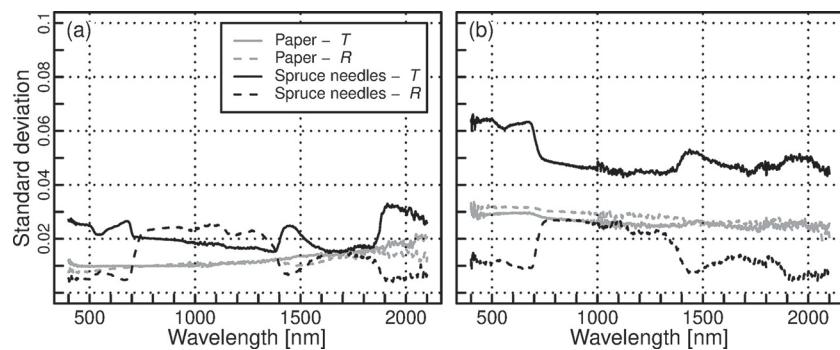 (a)
(b)
Paper – T
Paper – R
Spruce needles – T
Spruce needles – R
Standard deviation
0.1
0.08
0.06
0.04
0.02
500
1000
1500
2000
Wavelength [nm]
500
1000
1500
2000
Wavelength [nm]